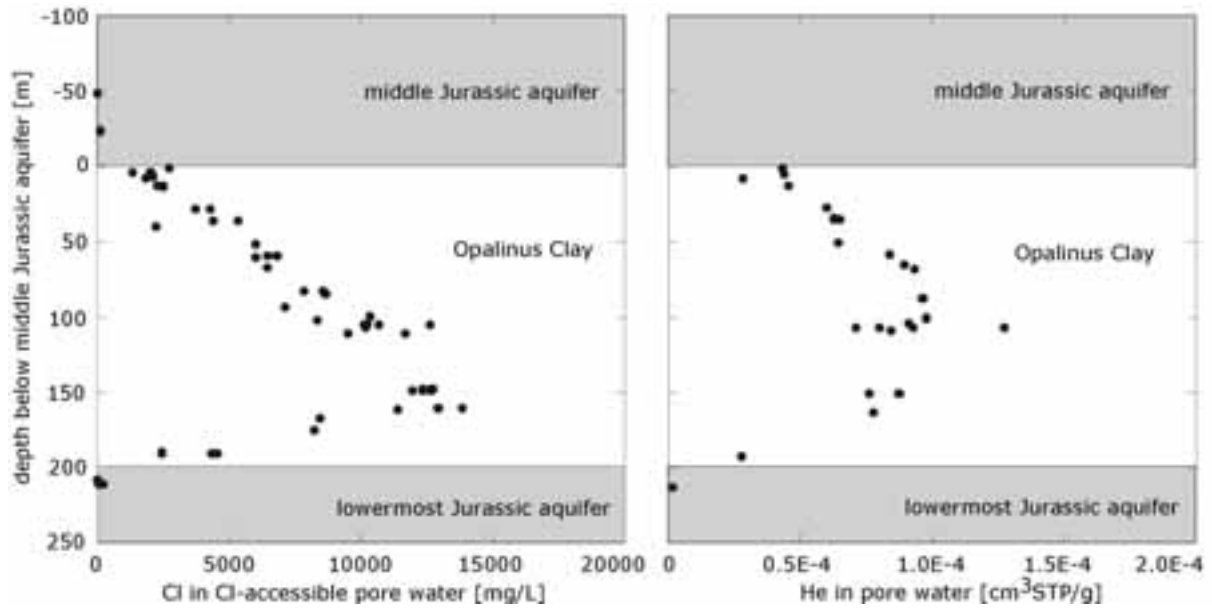 -100
-50
0
50
100
150
200
250
depth below middle Jurassic aquifer [m]
middle Jurassic aquifer
Opalinus Clay
lowermost Jurassic aquifer
0
5000
10000
15000
20000
Cl in Cl-accessible pore water [mg/L]
middle Jurassic aquifer
Opalinus Clay
lowermost Jurassic aquifer
0
0.5E-4
1.0E-4
1.5E-4
2.0E-4
He in pore water [cm³STP/g]